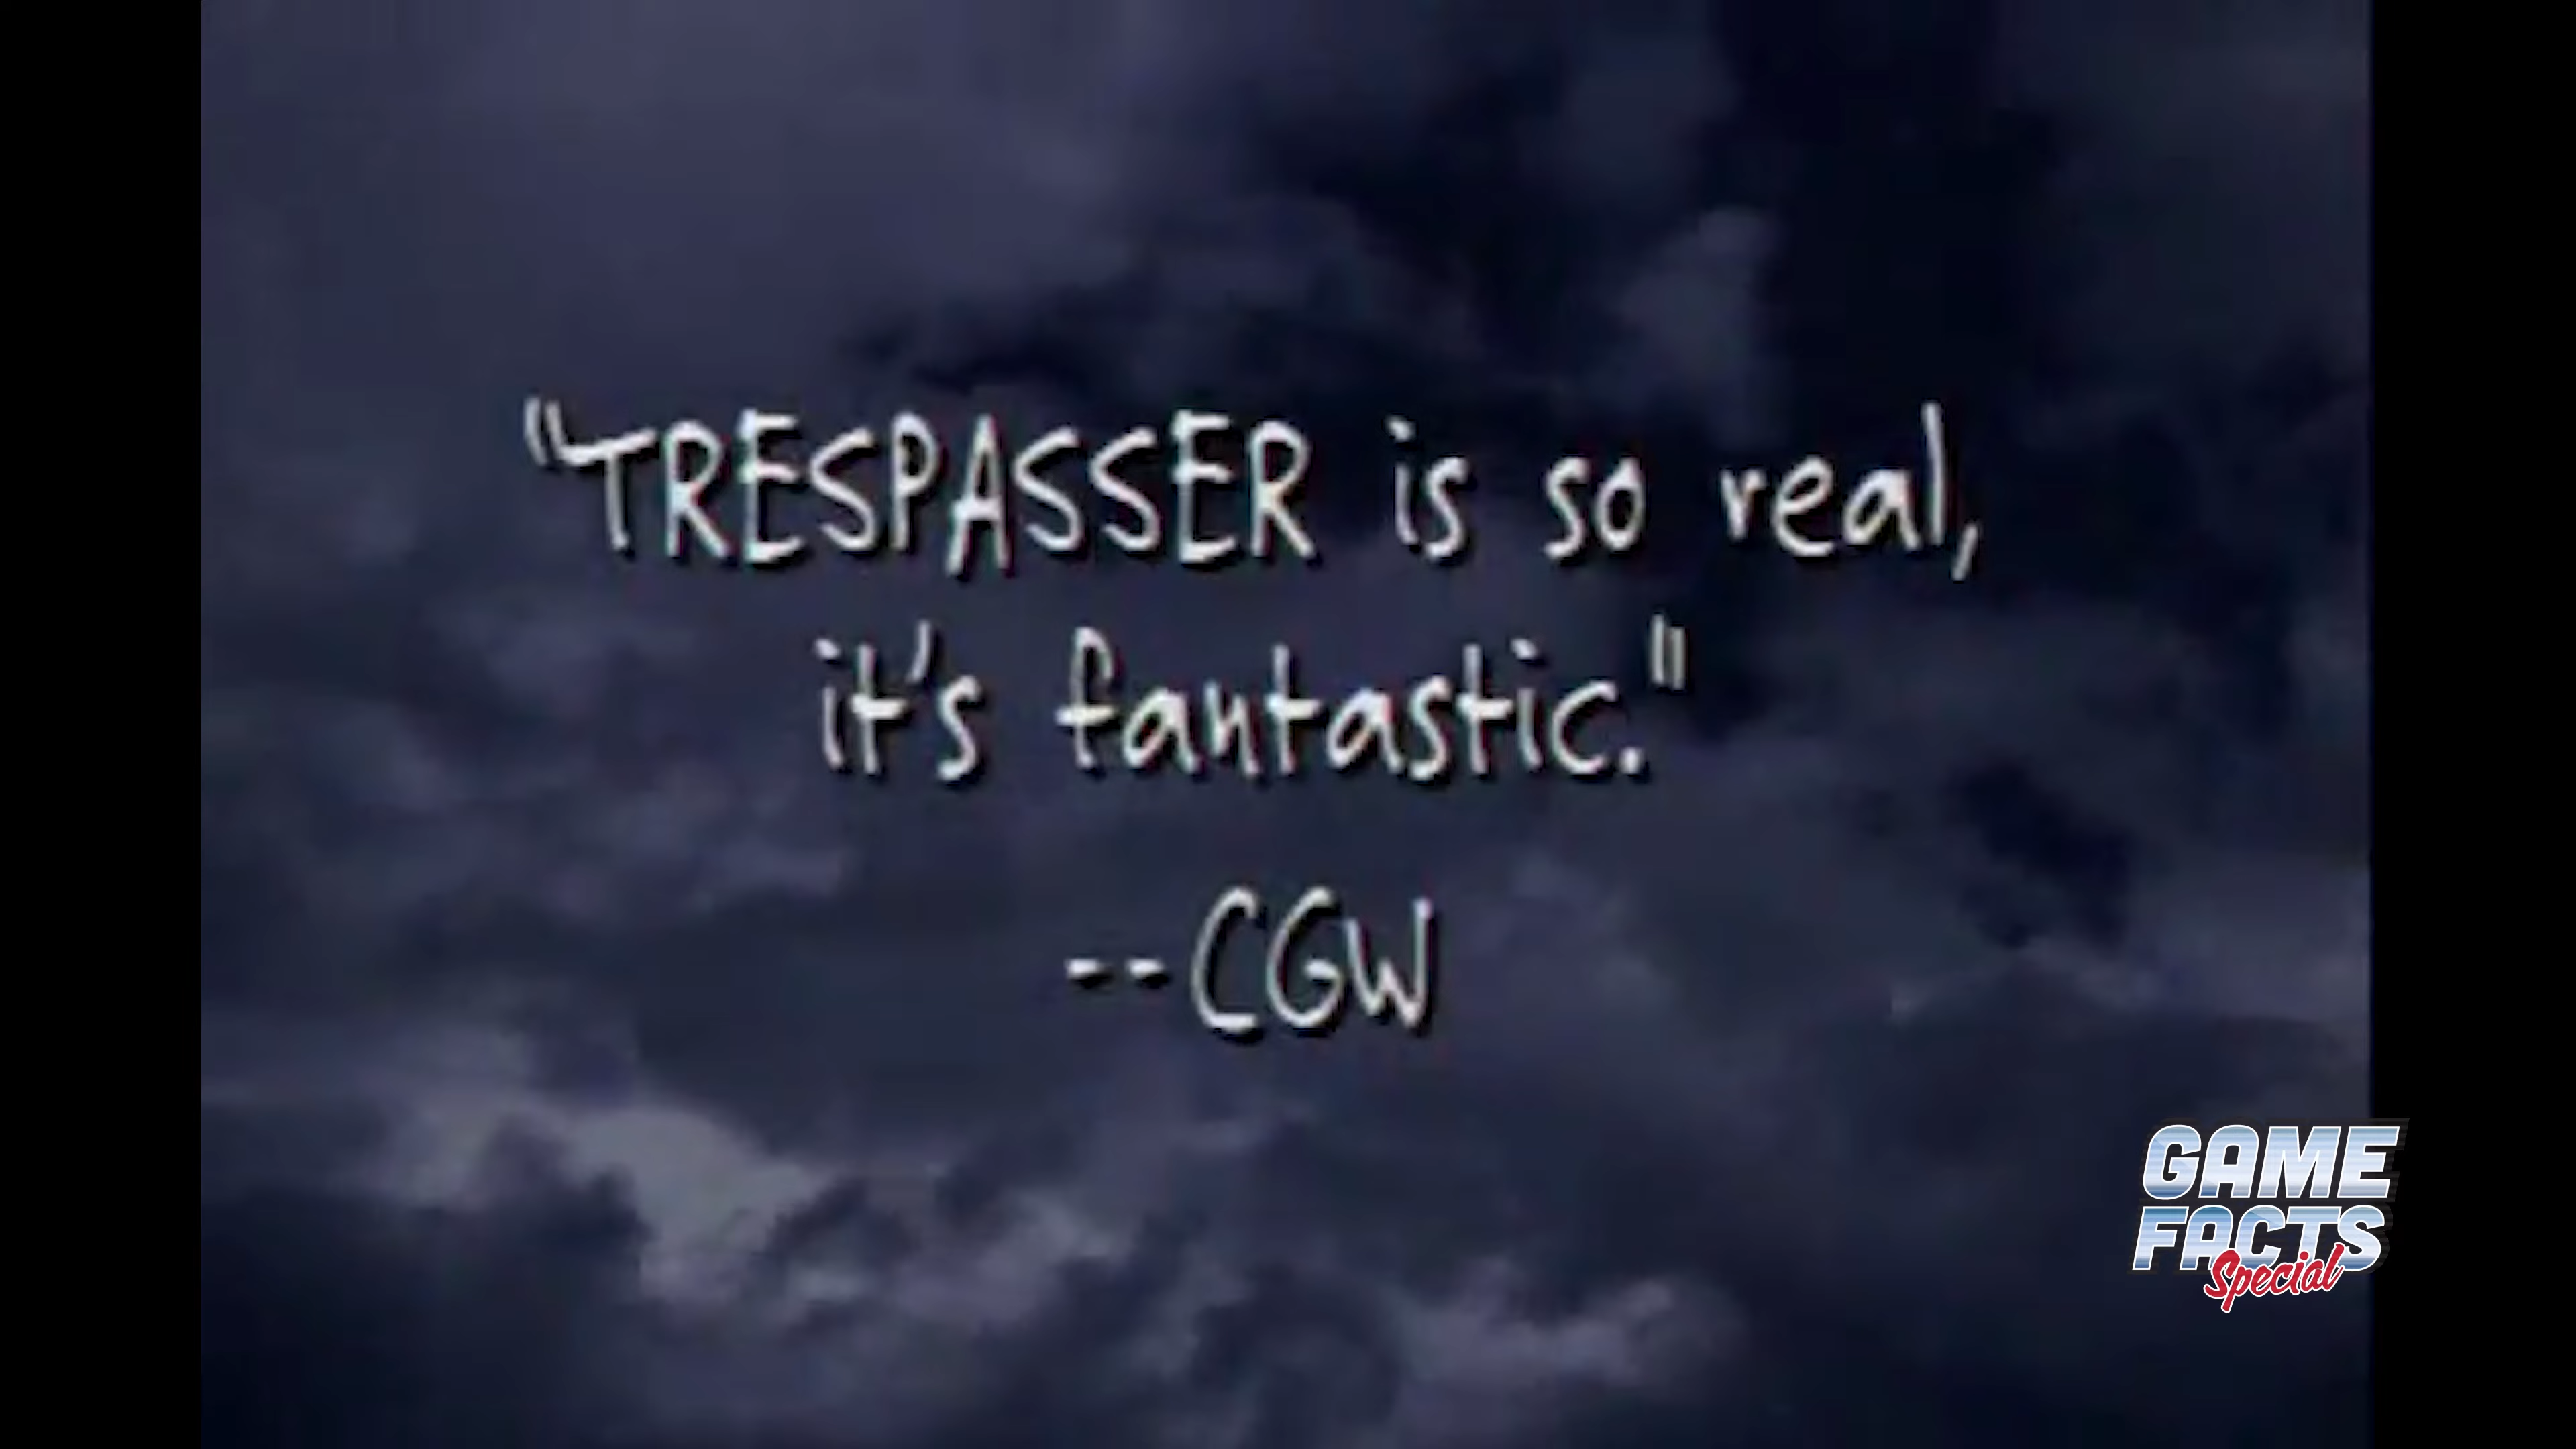 "TRESPASSER is so real,
it's fantastic."
--CGW
GAME
FACTS
Special